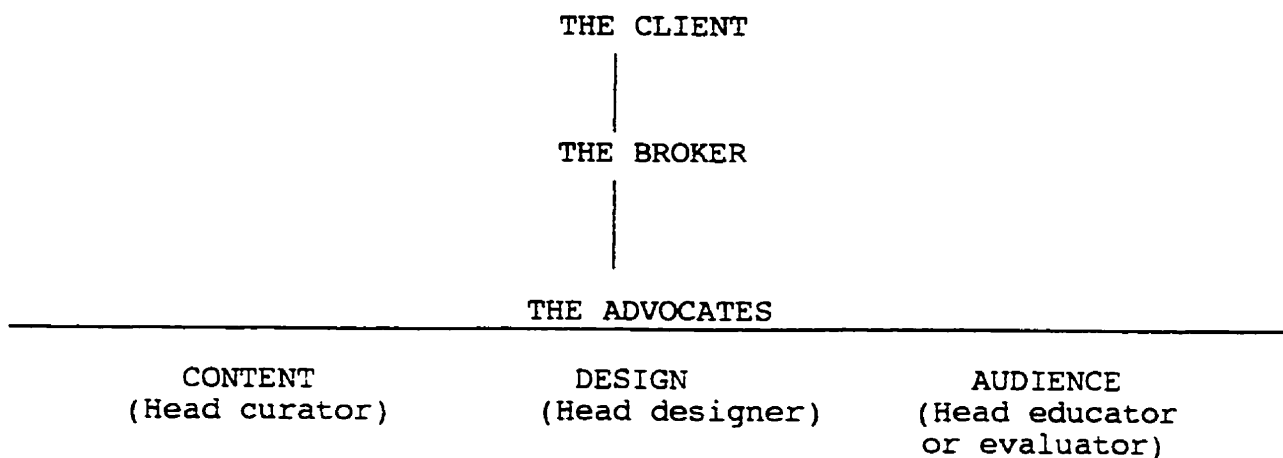 THE CLIENT
THE BROKER
THE ADVOCATES
CONTENT
(Head curator)
DESIGN
(Head designer)
AUDIENCE
(Head educator
or evaluator)